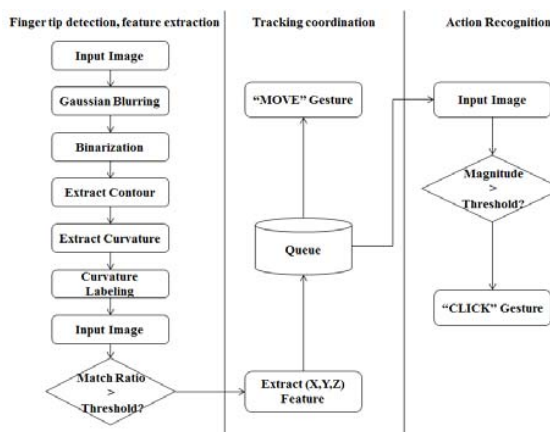 Finger tip detection, feature extraction
Input Image
Gaussian Blurring
Binarization
Extract Contour
Extract Curvature
Curvature
Labeling
Input Image
Match Ratio
>
Threshold?
Tracking coordination
“MOVE” Gesture
Queue
Extract (X,Y,Z)
Feature
Action Recognition
Input Image
Magnitude
>
Threshold?
“CLICK” Gesture